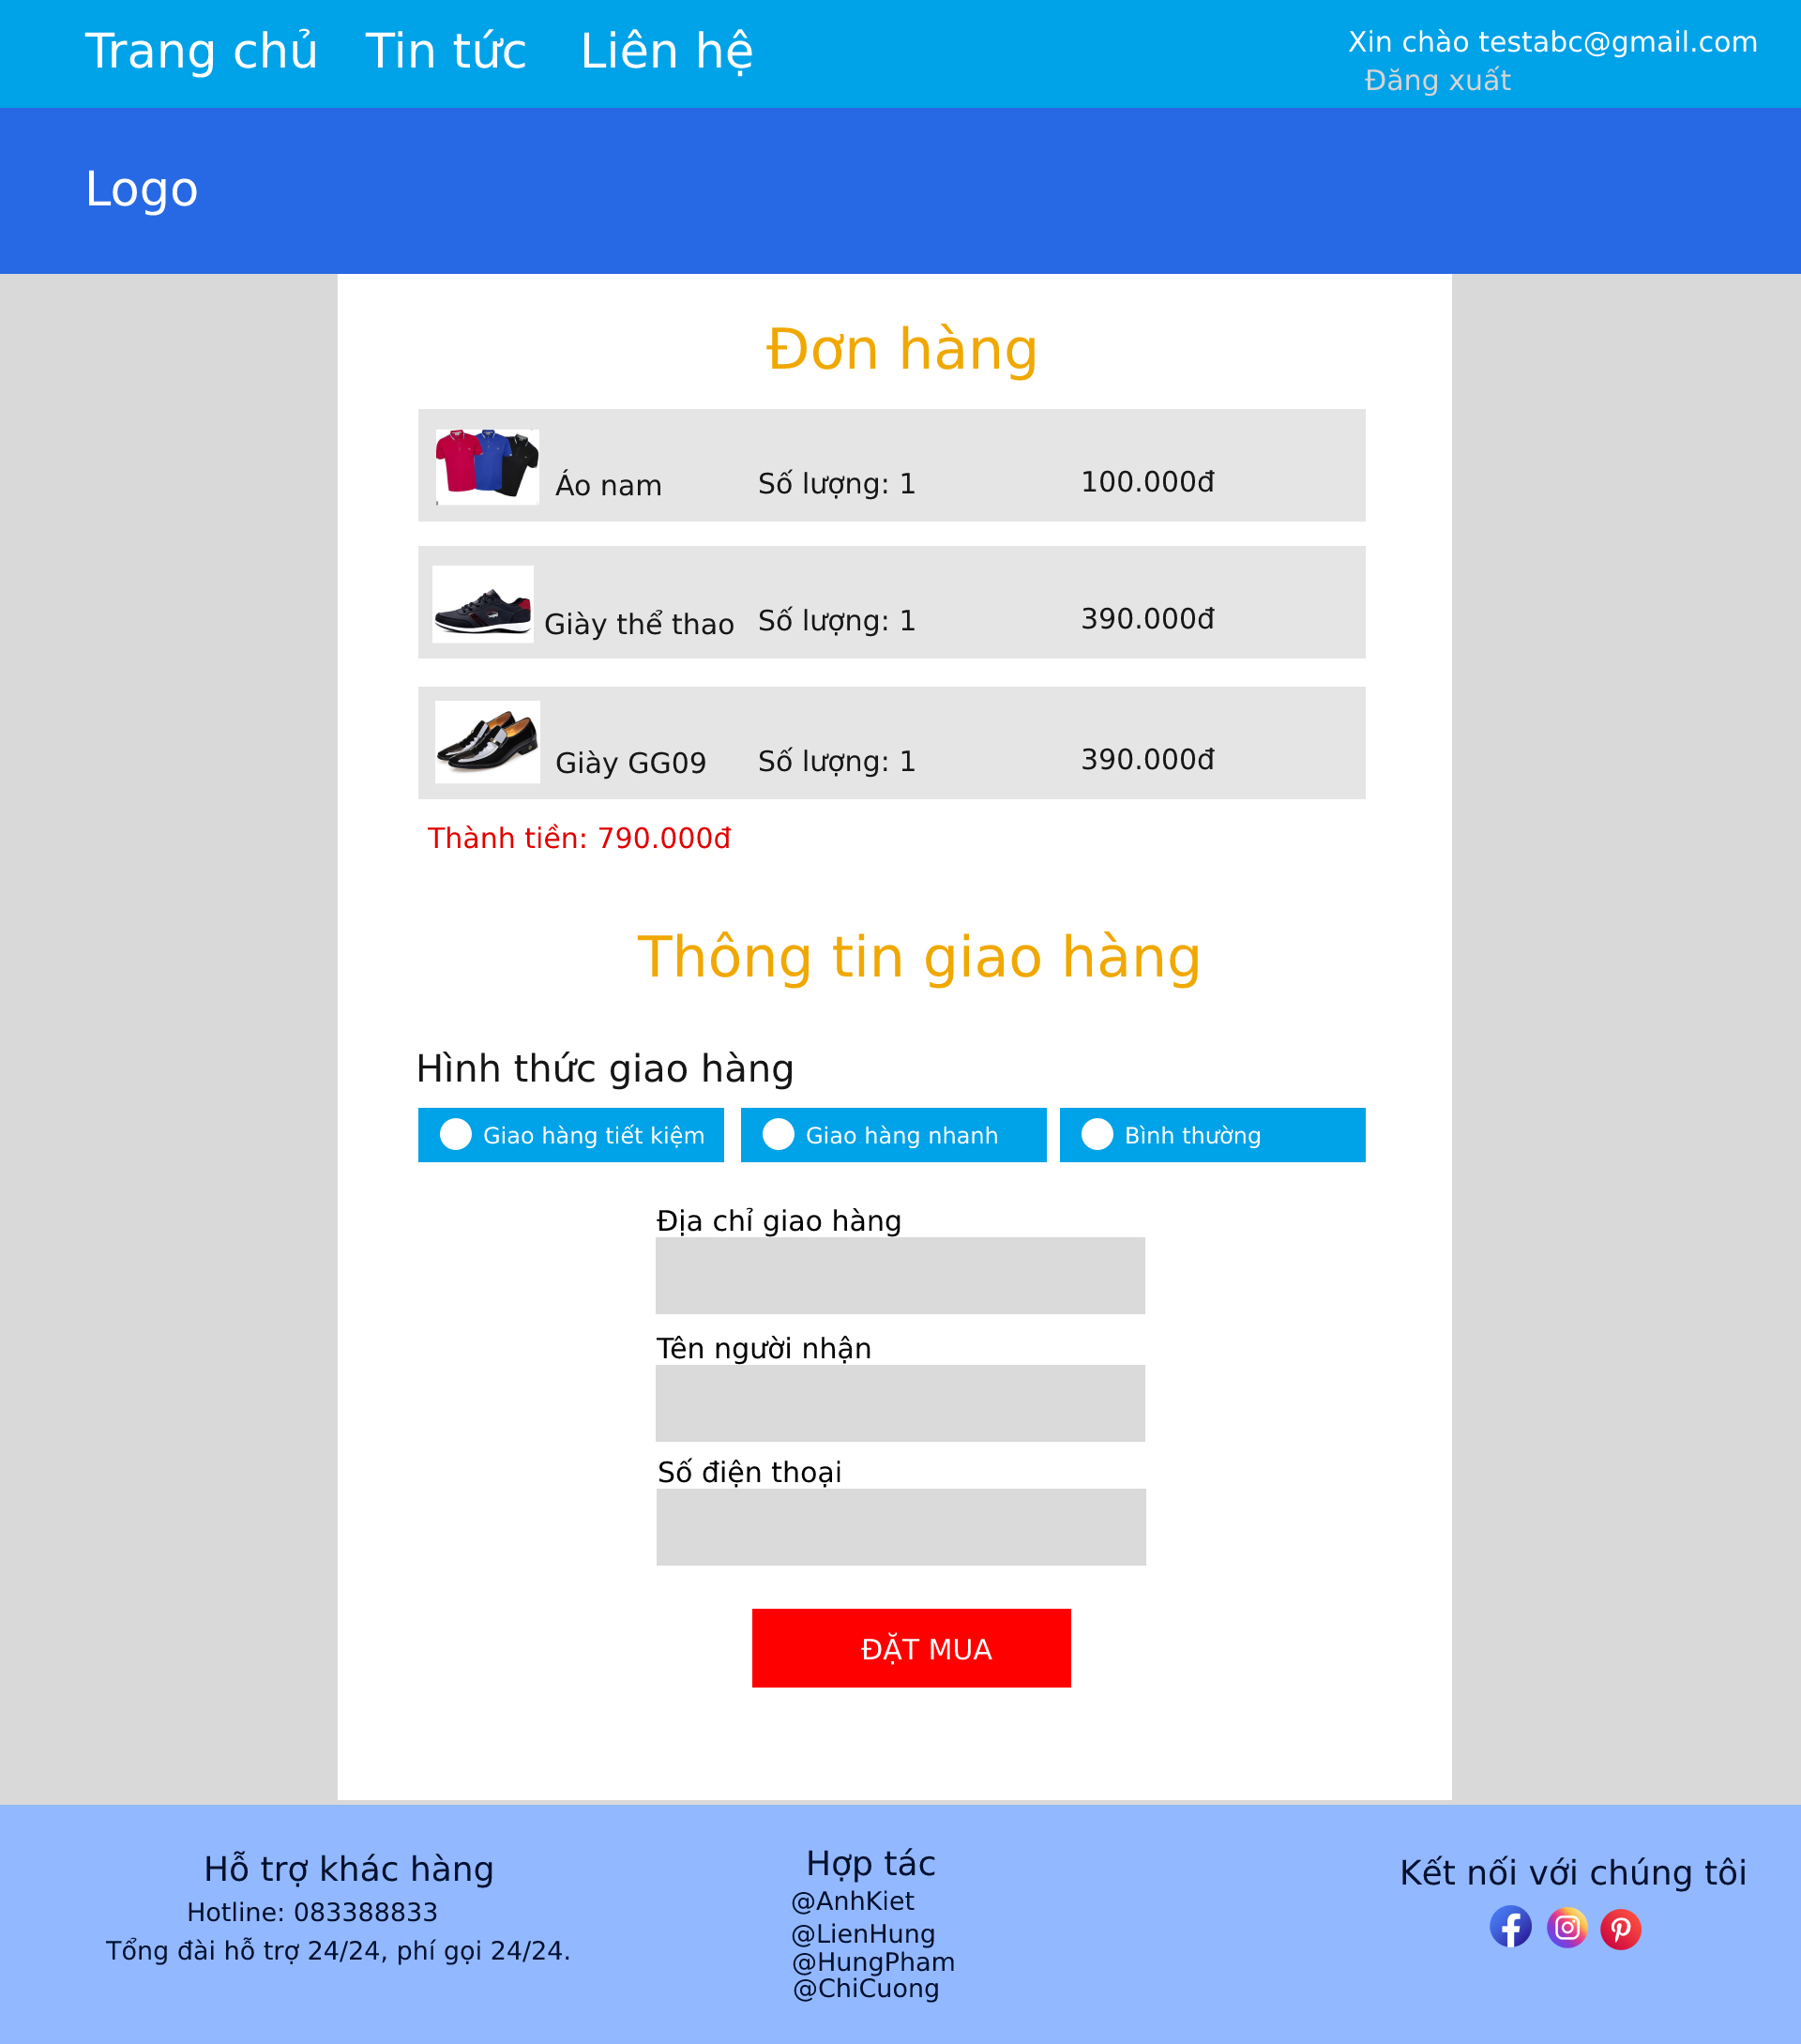 Trang chủ Tin tức Liên hệ
Xin chào testabc@gmail.com
Đăng xuất
Logo
Đơn hàng
Áo nam Số lượng: 1 100.000đ
Giày thể thao Số lượng: 1 390.000đ
Giày GG09 Số lượng: 1 390.000đ
Thành tiền: 790.000đ
Thông tin giao hàng
Hình thức giao hàng
Giao hàng tiết kiệm Giao hàng nhanh Bình thường
Địa chỉ giao hàng
Tên người nhận
Số điện thoại
ĐẶT MUA
Hỗ trợ khác hàng
Hotline: 083388833
Tổng đài hỗ trợ 24/24, phí gọi 24/24.
Hợp tác
@AnhKiet
@LienHung
@HungPham
@ChiCuong
Kết nối với chúng tôi